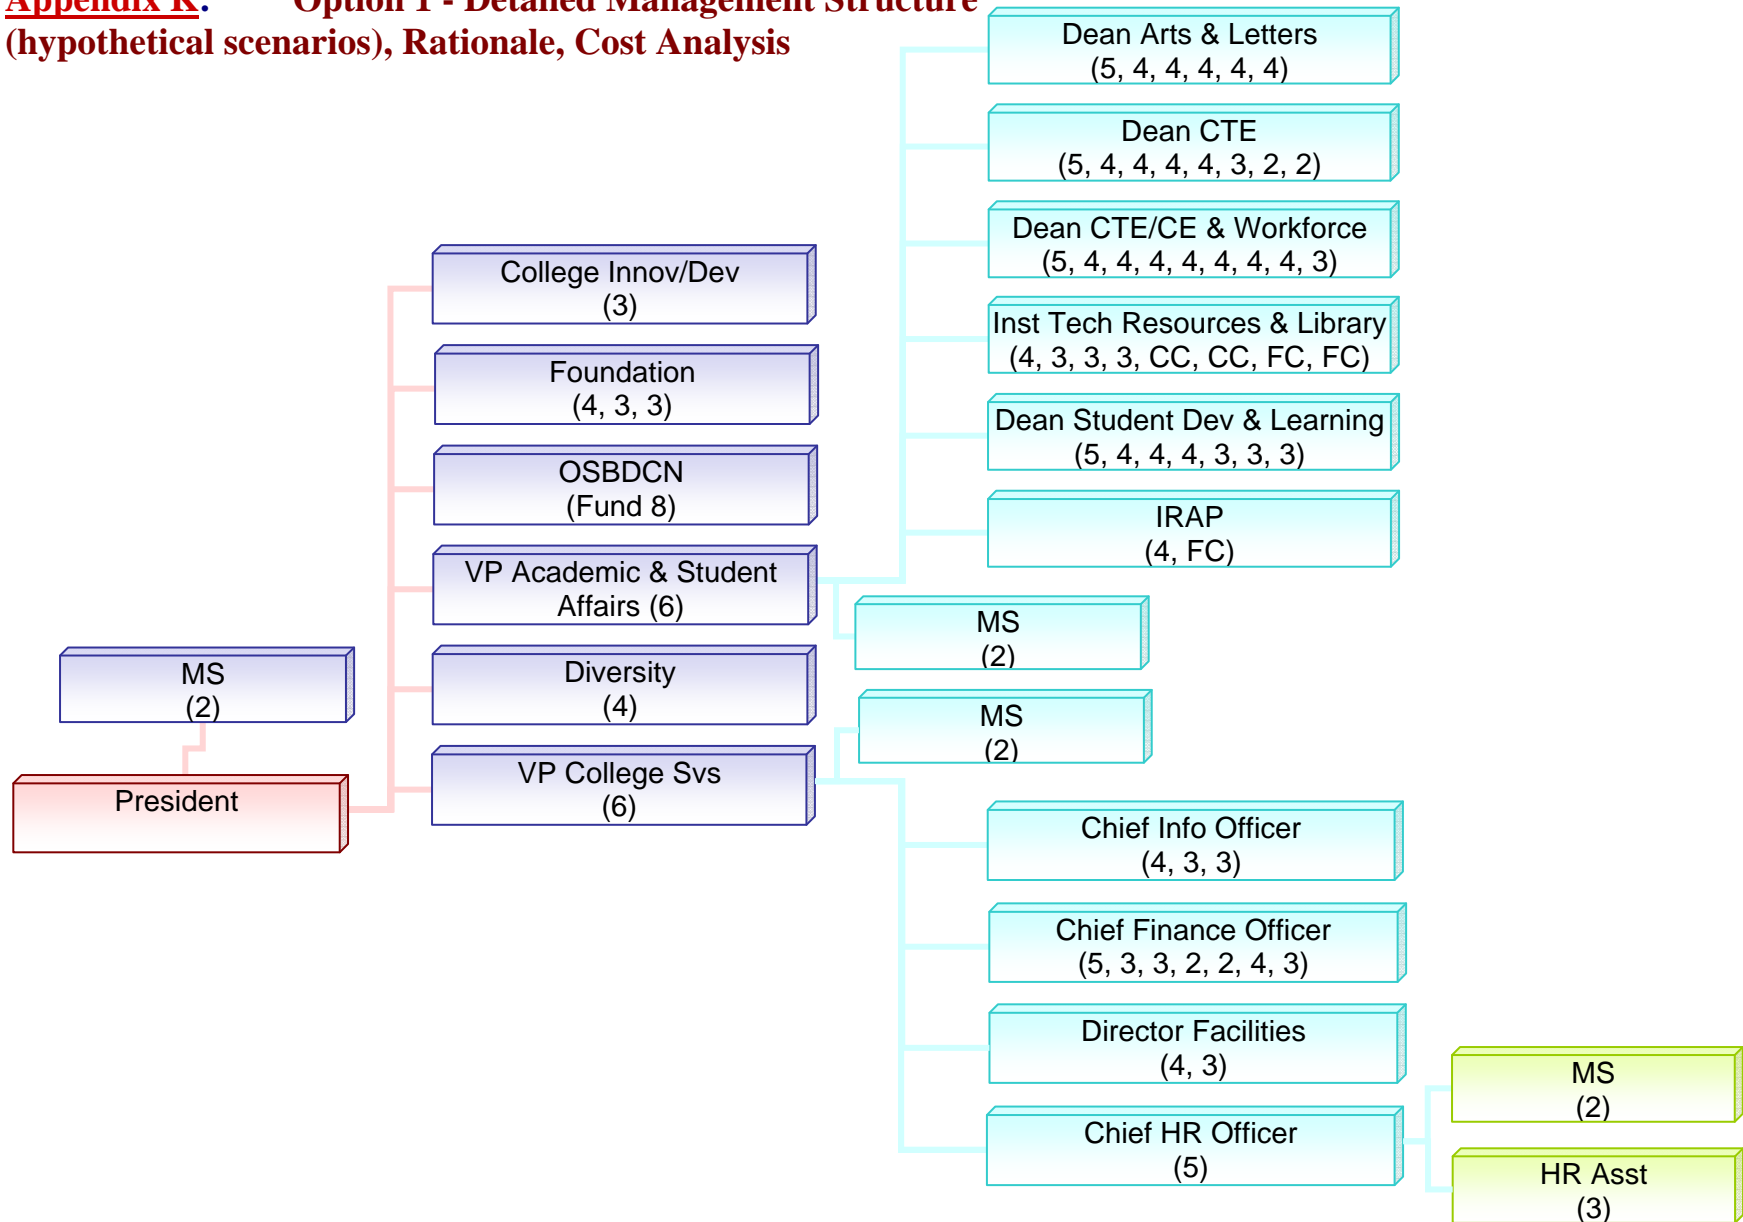 Appendix K: Option 1 - Detailed Management Structure
(hypothetical scenarios), Rationale, Cost Analysis
Dean Arts & Letters
(5, 4, 4, 4, 4, 4)
Dean CTE
(5, 4, 4, 4, 4, 3, 2, 2)
Dean CTE/CE & Workforce
(5, 4, 4, 4, 4, 4, 4, 4, 3)
Inst Tech Resources & Library
(4, 3, 3, 3, CC, CC, FC, FC)
Dean Student Dev & Learning
(5, 4, 4, 4, 3, 3, 3)
IRAP
(4, FC)
College Innov/Dev
(3)
Foundation
(4, 3, 3)
OSBDCN
(Fund 8)
VP Academic & Student
Affairs (6)
MS
(2)
Diversity
(4)
MS
(2)
MS
(2)
VP College Svs
(6)
President
Chief Info Officer
(4, 3, 3)
Chief Finance Officer
(5, 3, 3, 2, 2, 4, 3)
Director Facilities
(4, 3)
Chief HR Officer
(5)
MS
(2)
HR Asst
(3)